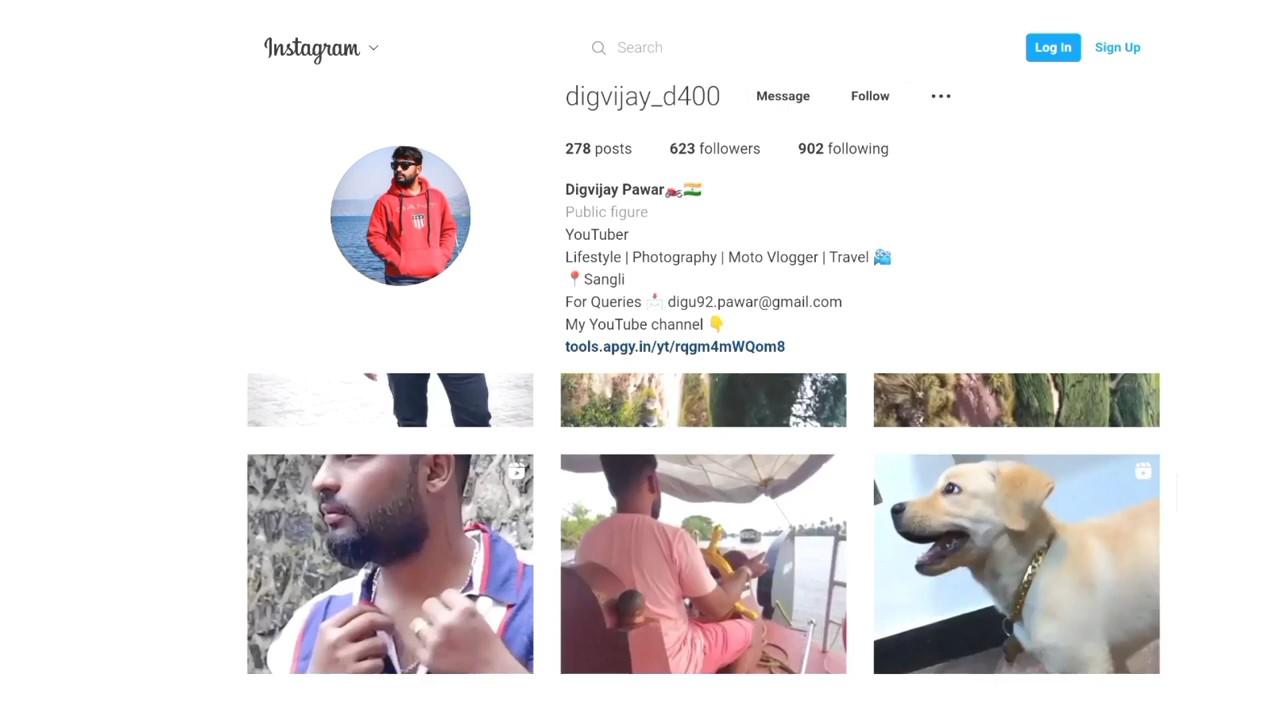 Instagram
Search
Log In
Sign Up
digvijay_d400
Message
Follow
278 posts
623 followers
902 following
Digvijay Pawar🏍️🇮🇳
Public figure
YouTuber
Lifestyle | Photography | Moto Vlogger | Travel
📍Sangli
For Queries 📩 digu92.pawar@gmail.com
My YouTube channel 👇
tools.apgy.in/yt/rqgm4mWQom8
GANT